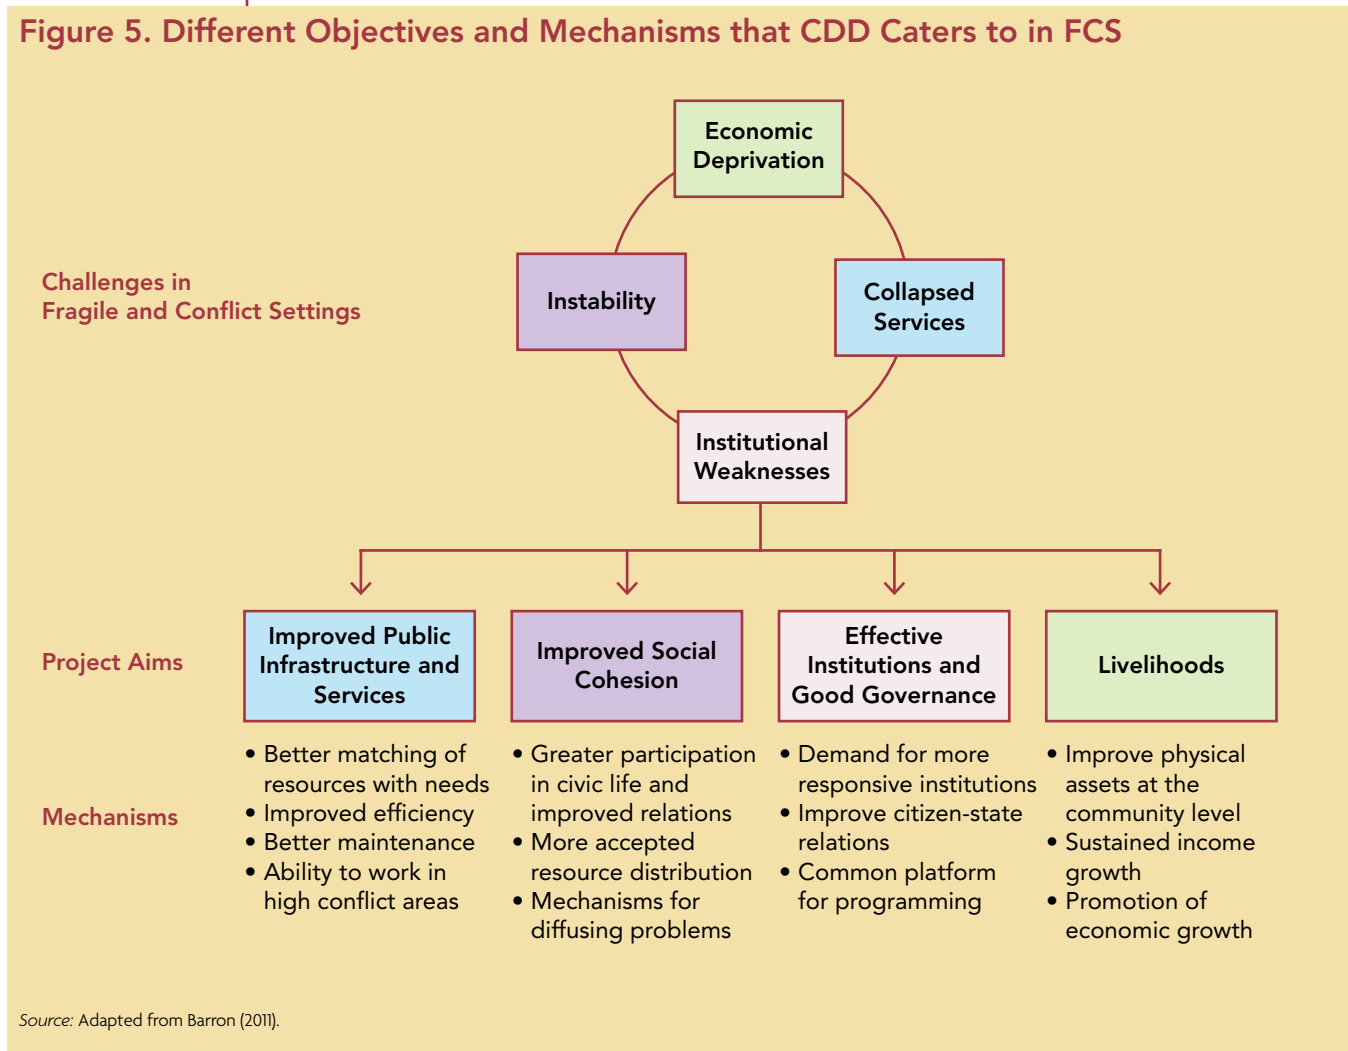 Figure 5. Different Objectives and Mechanisms that CDD Caters to in FCS
Economic
Deprivation
Challenges in
Fragile and Conflict Settings
Instability
Collapsed
Services
Institutional
Weaknesses
Project Aims
Improved Public
Infrastructure and
Services
Improved Social
Cohesion
Effective
Institutions and
Good Governance
Livelihoods
Mechanisms
• Better matching of
resources with needs
• Improved efficiency
• Better maintenance
• Ability to work in
high conflict areas
• Greater participation
in civic life and
improved relations
• More accepted
resource distribution
• Mechanisms for
diffusing problems
• Demand for more
responsive institutions
• Improve citizen-state
relations
• Common platform
for programming
• Improve physical
assets at the
community level
• Sustained income
growth
• Promotion of
economic growth
Source: Adapted from Barron (2011).